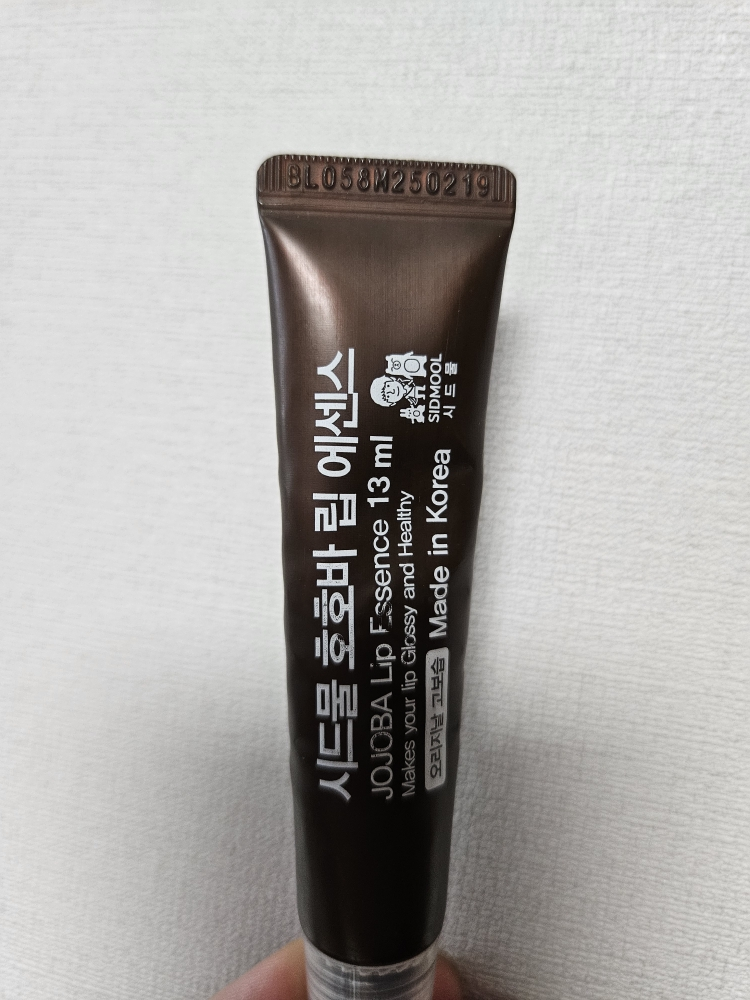 BL058M250219
시드물 호호바 립 에센스
JOJOBA Lip Essence 13 ml
Makes your lip Glossy and Healthy
오리지날 고보습 Made in Korea
SIDMOOL
시드물